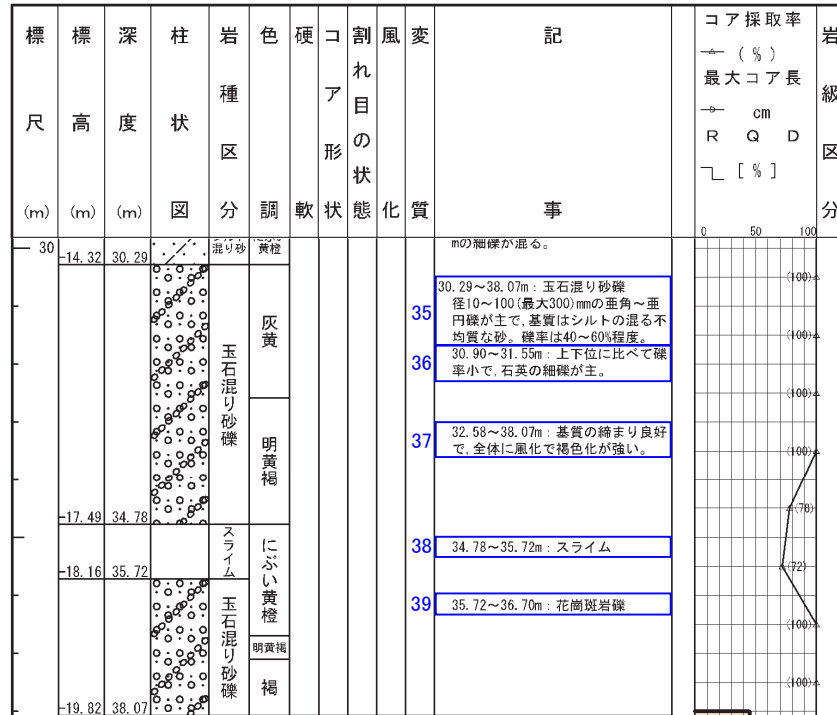 標尺(m)
標高(m)
深度(m)
柱状図
岩種区分
色調
硬軟
コア形状
割れ目の状態
風化
変質
記事
コア採取率
(%)
最大コア長
cm
RQD
[%]
0 50 100
岩級区分
30
-14.32 30.29
混り砂
黄橙
mの細礫が混る。
玉石混り砂礫
灰黄
35
30.29~38.07m：玉石混り砂礫
径10~100(最大300)mmの亜角~亜
円礫が主で,基質はシルトの混る不
均質な砂。礫率は40~60%程度。
36
30.90~31.55m：上下位に比べて礫
率小で,石英の細礫が主。
明黄褐
37
32.58~38.07m：基質の締まり良好
で,全体に風化で褐色化が強い。
-17.49 34.78
スライム
にぶい黄橙
38
34.78~35.72m：スライム
-18.16 35.72
玉石混り砂礫
39
35.72~36.70m：花崗斑岩礫
明黄褐
褐
-19.82 38.07
(100)
(100)
(100)
(100)
(78)
(72)
(100)
(100)